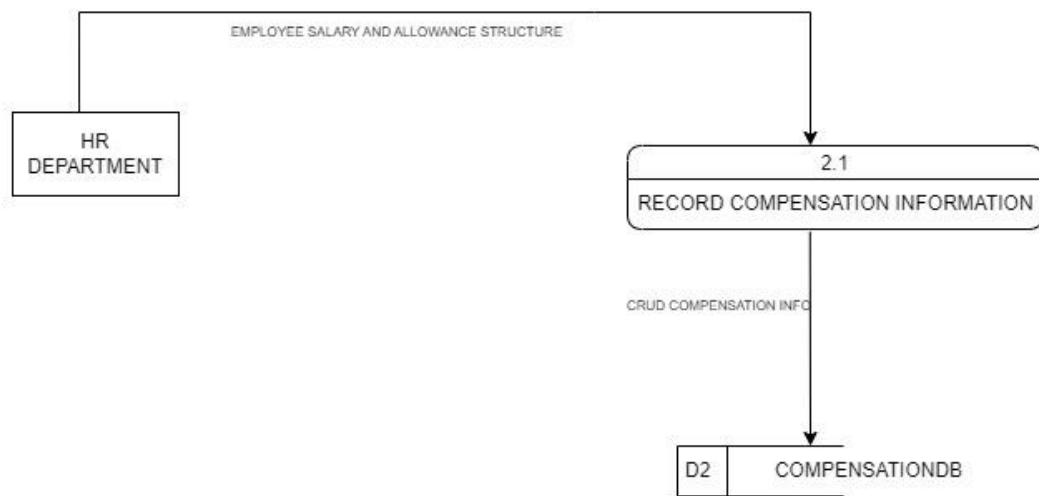 EMPLOYEE SALARY AND ALLOWANCE STRUCTURE
HR
DEPARTMENT
2.1
RECORD COMPENSATION INFORMATION
CRUD COMPENSATION INFO
D2
COMPENSATIONDB